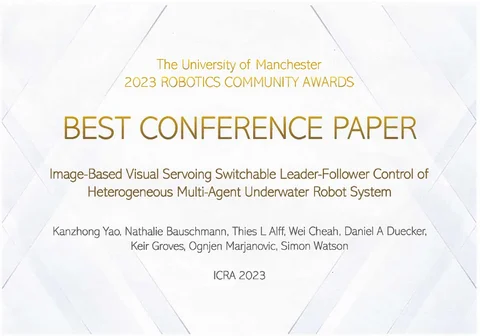 The University of Manchester
2023 ROBOTICS COMMUNITY AWARDS
BEST CONFERENCE PAPER
Image-Based Visual Servoing Switchable Leader-Follower Control of
Heterogeneous Multi-Agent Underwater Robot System
Kanzhong Yao, Nathalie Bauschmann, Thies L Alff, Wei Cheah, Daniel A Duecker,
Keir Groves, Ognjen Marjanovic, Simon Watson
ICRA 2023